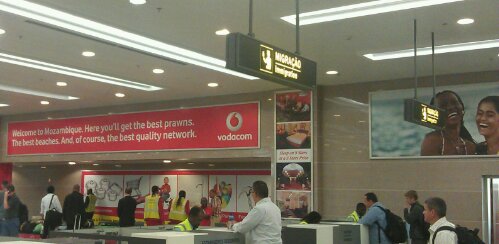 MIGRAÇÃO
Immigration
Welcome to Mozambique. Here you'll get the best prawns.
The best beaches. And, of course, the best quality network.
vodacom